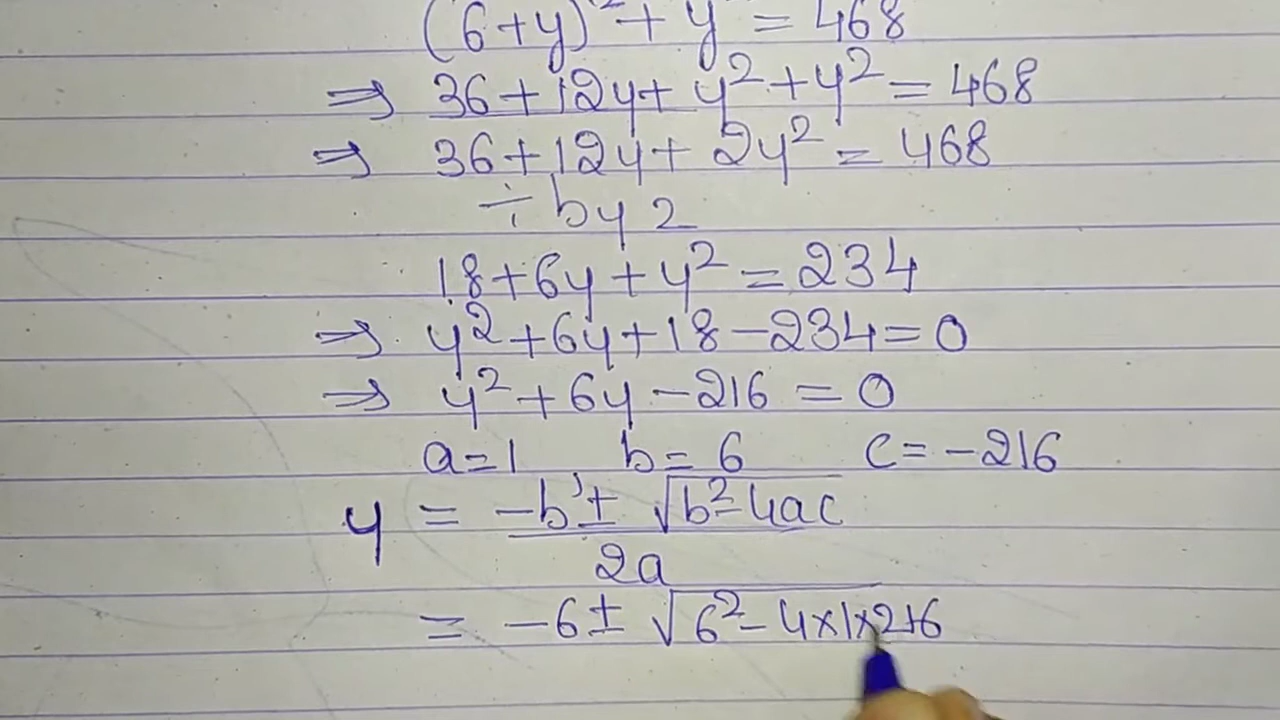 (6+y)²+y = 468
⇒ 36+12y+y²+y² = 468
⇒ 36+12y+2y² = 468
÷ by 2
18+6y+y² = 234
⇒ y²+6y+18-234=0
⇒ y²+6y-216 = 0
a=1 b=6 c=-216
y = -b ± √b²-4ac
2a
= -6 ± √6²-4×1×216